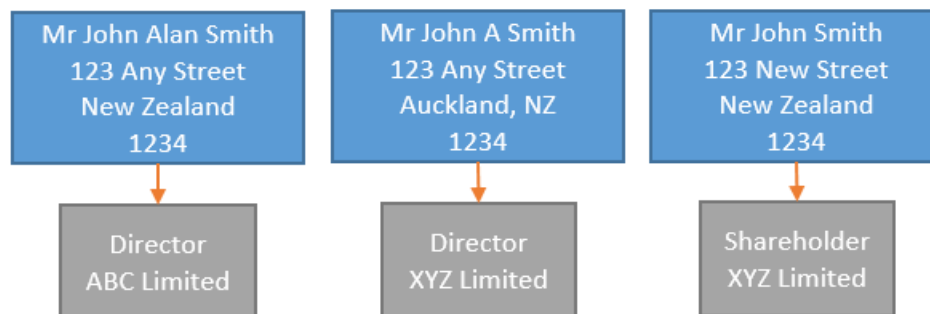 Mr John Alan Smith
123 Any Street
New Zealand
1234
Mr John A Smith
123 Any Street
Auckland, NZ
1234
Mr John Smith
123 New Street
New Zealand
1234
Director
ABC Limited
Director
XYZ Limited
Shareholder
XYZ Limited